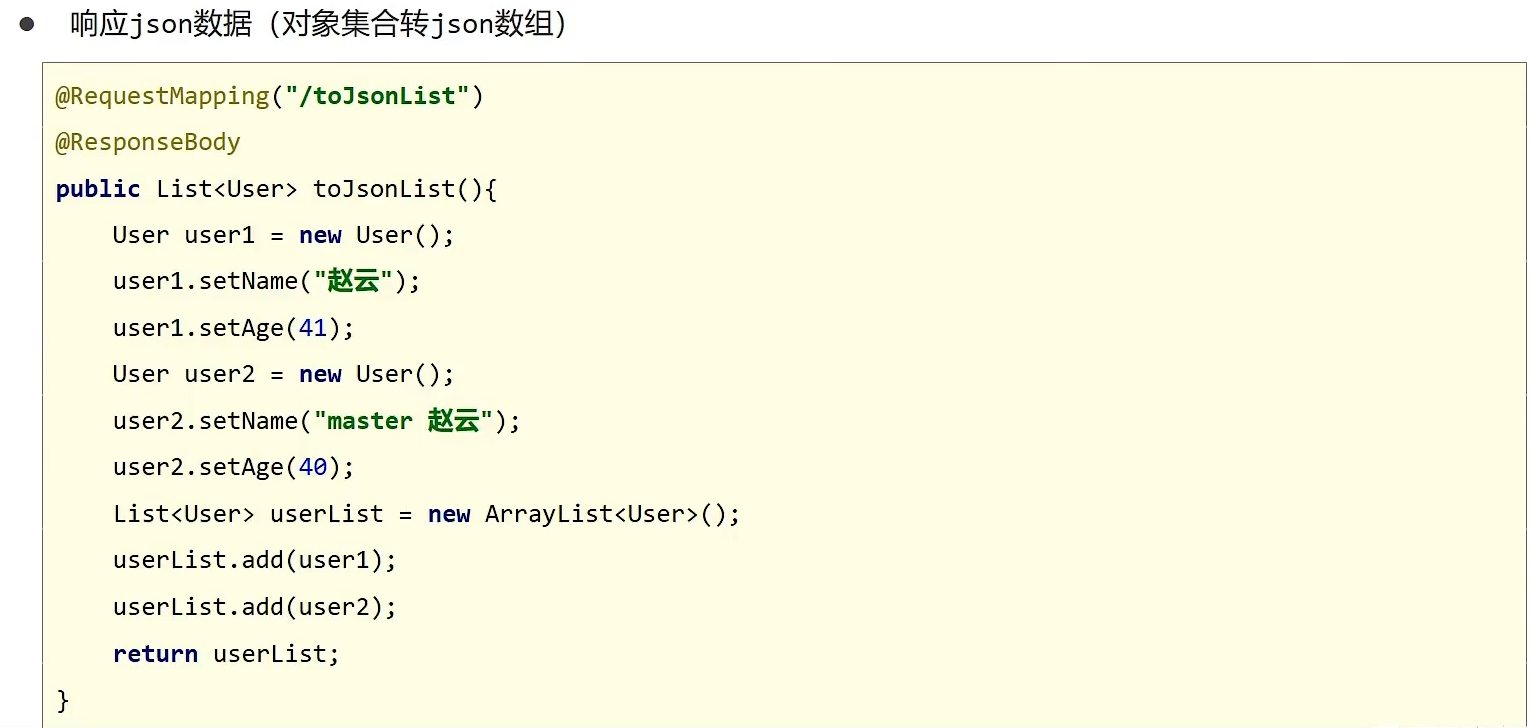 ● 响应json数据（对象集合转json数组）
@RequestMapping("/toJsonList")
@ResponseBody
public List<User> toJsonList(){
    User user1 = new User();
    user1.setName("赵云");
    user1.setAge(41);
    User user2 = new User();
    user2.setName("master 赵云");
    user2.setAge(40);
    List<User> userList = new ArrayList<User>();
    userList.add(user1);
    userList.add(user2);
    return userList;
}